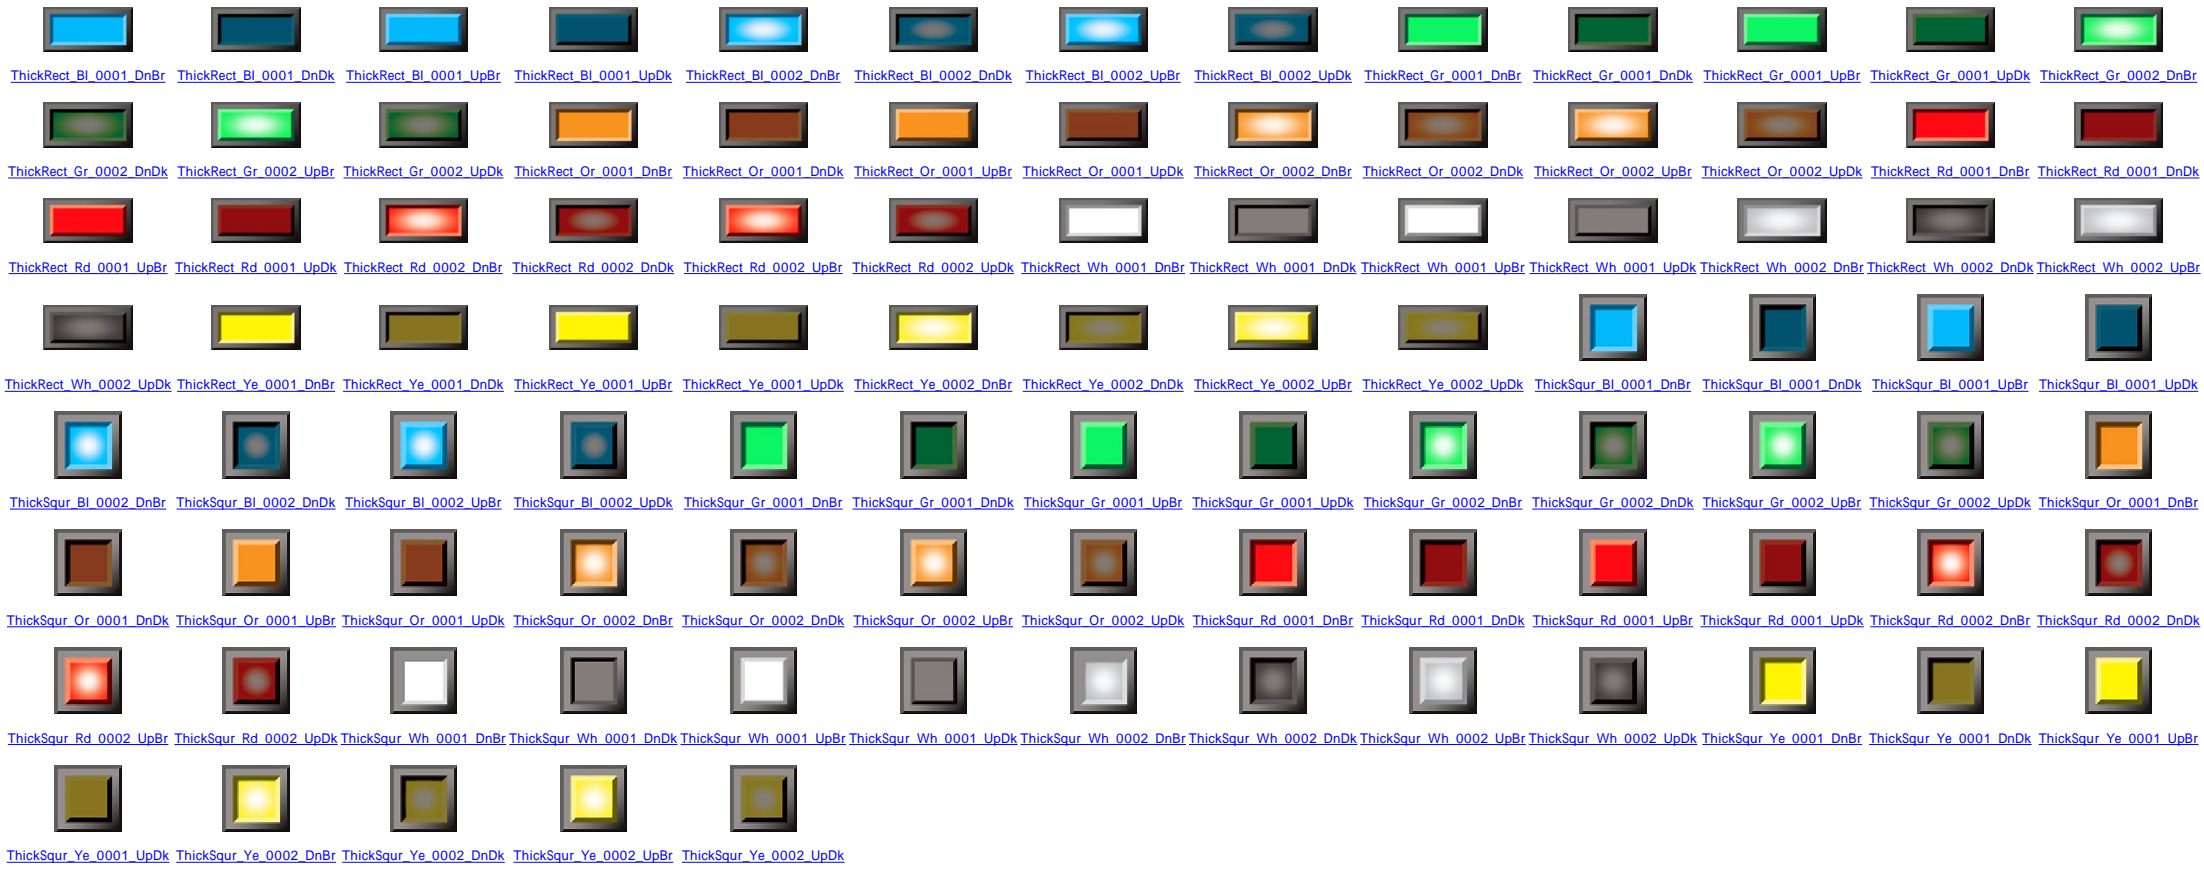 ThickRect_Bl_0001_DnBr ThickRect_Bl_0001_DnDk ThickRect_Bl_0001_UpBr ThickRect_Bl_0001_UpDk ThickRect_Bl_0002_DnBr ThickRect_Bl_0002_DnDk ThickRect_Bl_0002_UpBr ThickRect_Bl_0002_UpDk ThickRect_Gr_0001_DnBr ThickRect_Gr_0001_DnDk ThickRect_Gr_0001_UpBr ThickRect_Gr_0001_UpDk ThickRect_Gr_0002_DnBr
ThickRect_Gr_0002_DnDk ThickRect_Gr_0002_UpBr ThickRect_Gr_0002_UpDk ThickRect_Or_0001_DnBr ThickRect_Or_0001_DnDk ThickRect_Or_0001_UpBr ThickRect_Or_0001_UpDk ThickRect_Or_0002_DnBr ThickRect_Or_0002_DnDk ThickRect_Or_0002_UpBr ThickRect_Or_0002_UpDk ThickRect_Rd_0001_DnBr ThickRect_Rd_0001_DnDk
ThickRect_Rd_0001_UpBr ThickRect_Rd_0001_UpDk ThickRect_Rd_0002_DnBr ThickRect_Rd_0002_DnDk ThickRect_Rd_0002_UpBr ThickRect_Rd_0002_UpDk ThickRect_Wh_0001_DnBr ThickRect_Wh_0001_DnDk ThickRect_Wh_0001_UpBr ThickRect_Wh_0001_UpDk ThickRect_Wh_0002_DnBr ThickRect_Wh_0002_DnDk ThickRect_Wh_0002_UpBr
ThickRect_Wh_0002_UpDk ThickRect_Ye_0001_DnBr ThickRect_Ye_0001_DnDk ThickRect_Ye_0001_UpBr ThickRect_Ye_0001_UpDk ThickRect_Ye_0002_DnBr ThickRect_Ye_0002_DnDk ThickRect_Ye_0002_UpBr ThickRect_Ye_0002_UpDk ThickSqur_Bl_0001_DnBr ThickSqur_Bl_0001_DnDk ThickSqur_Bl_0001_UpBr ThickSqur_Bl_0001_UpDk
ThickSqur_Bl_0002_DnBr ThickSqur_Bl_0002_DnDk ThickSqur_Bl_0002_UpBr ThickSqur_Bl_0002_UpDk ThickSqur_Gr_0001_DnBr ThickSqur_Gr_0001_DnDk ThickSqur_Gr_0001_UpBr ThickSqur_Gr_0001_UpDk ThickSqur_Gr_0002_DnBr ThickSqur_Gr_0002_DnDk ThickSqur_Gr_0002_UpBr ThickSqur_Gr_0002_UpDk ThickSqur_Or_0001_DnBr
ThickSqur_Or_0001_DnDk ThickSqur_Or_0001_UpBr ThickSqur_Or_0001_UpDk ThickSqur_Or_0002_DnBr ThickSqur_Or_0002_DnDk ThickSqur_Or_0002_UpBr ThickSqur_Or_0002_UpDk ThickSqur_Rd_0001_DnBr ThickSqur_Rd_0001_DnDk ThickSqur_Rd_0001_UpBr ThickSqur_Rd_0001_UpDk ThickSqur_Rd_0002_DnBr ThickSqur_Rd_0002_DnDk
ThickSqur_Rd_0002_UpBr ThickSqur_Rd_0002_UpDk ThickSqur_Wh_0001_DnBr ThickSqur_Wh_0001_DnDk ThickSqur_Wh_0001_UpBr ThickSqur_Wh_0001_UpDk ThickSqur_Wh_0002_DnBr ThickSqur_Wh_0002_DnDk ThickSqur_Wh_0002_UpBr ThickSqur_Wh_0002_UpDk ThickSqur_Ye_0001_DnBr ThickSqur_Ye_0001_DnDk ThickSqur_Ye_0001_UpBr
ThickSqur_Ye_0001_UpDk ThickSqur_Ye_0002_DnBr ThickSqur_Ye_0002_DnDk ThickSqur_Ye_0002_UpBr ThickSqur_Ye_0002_UpDk